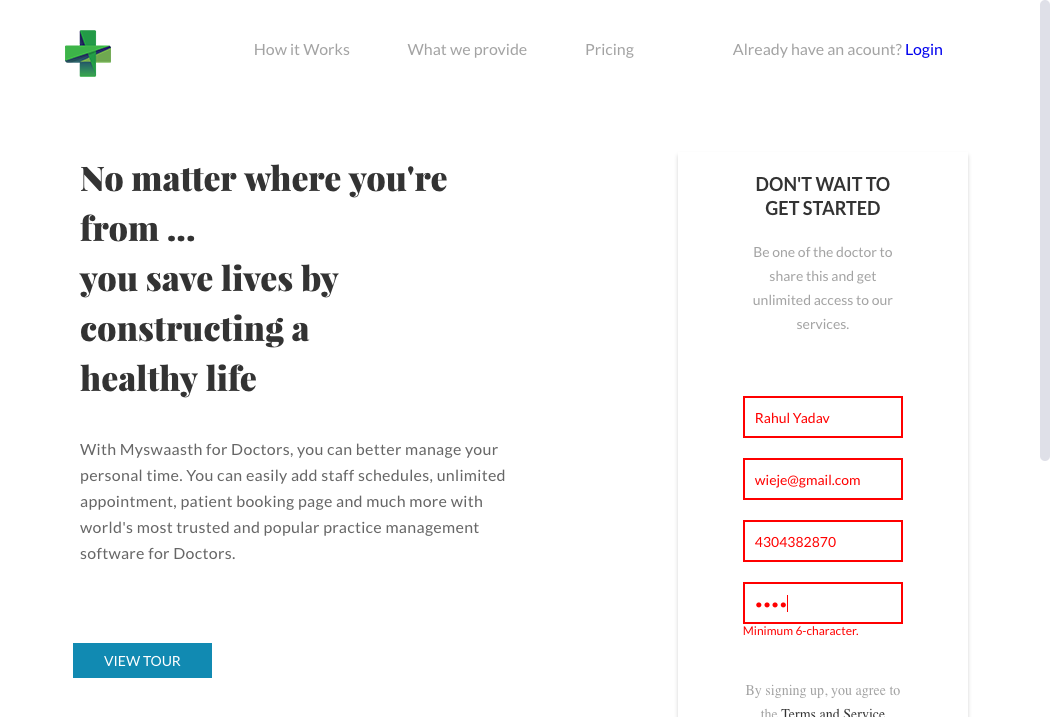 How it Works
What we provide
Pricing
Already have an acount? Login
No matter where you're
from ...
you save lives by
constructing a
healthy life
With Myswaasth for Doctors, you can better manage your
personal time. You can easily add staff schedules, unlimited
appointment, patient booking page and much more with
world's most trusted and popular practice management
software for Doctors.
VIEW TOUR
DON'T WAIT TO
GET STARTED
Be one of the doctor to
share this and get
unlimited access to our
services.
Rahul Yadav
wieje@gmail.com
4304382870
••••
Minimum 6-character.
By signing up, you agree to
the Terms and Service